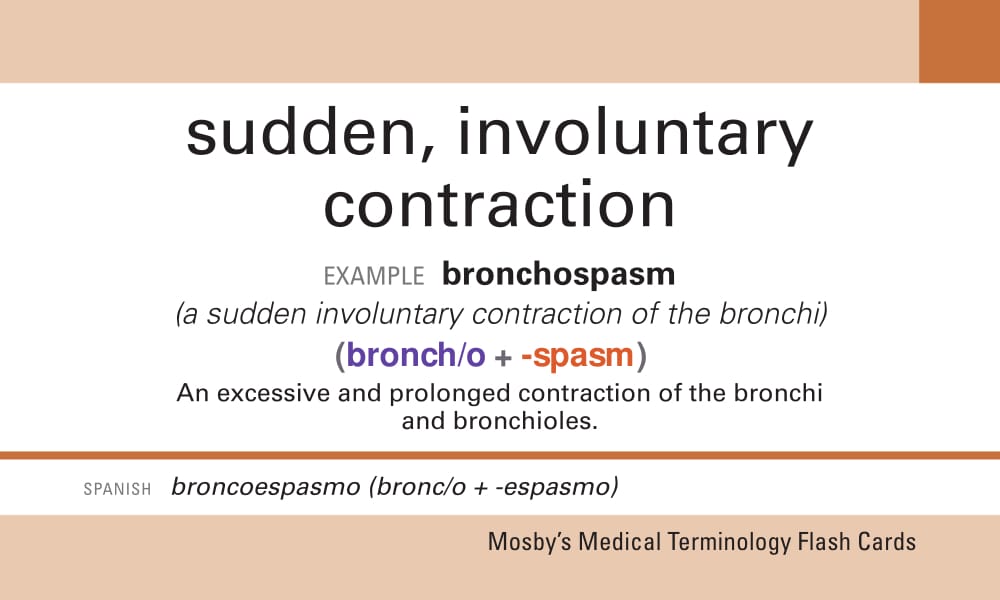 sudden, involuntary
contraction
EXAMPLE bronchospasm
(a sudden involuntary contraction of the bronchi)
(bronch/o + -spasm)
An excessive and prolonged contraction of the bronchi
and bronchioles.
SPANISH broncoespasmo (bronc/o + -espasmo)
Mosby's Medical Terminology Flash Cards